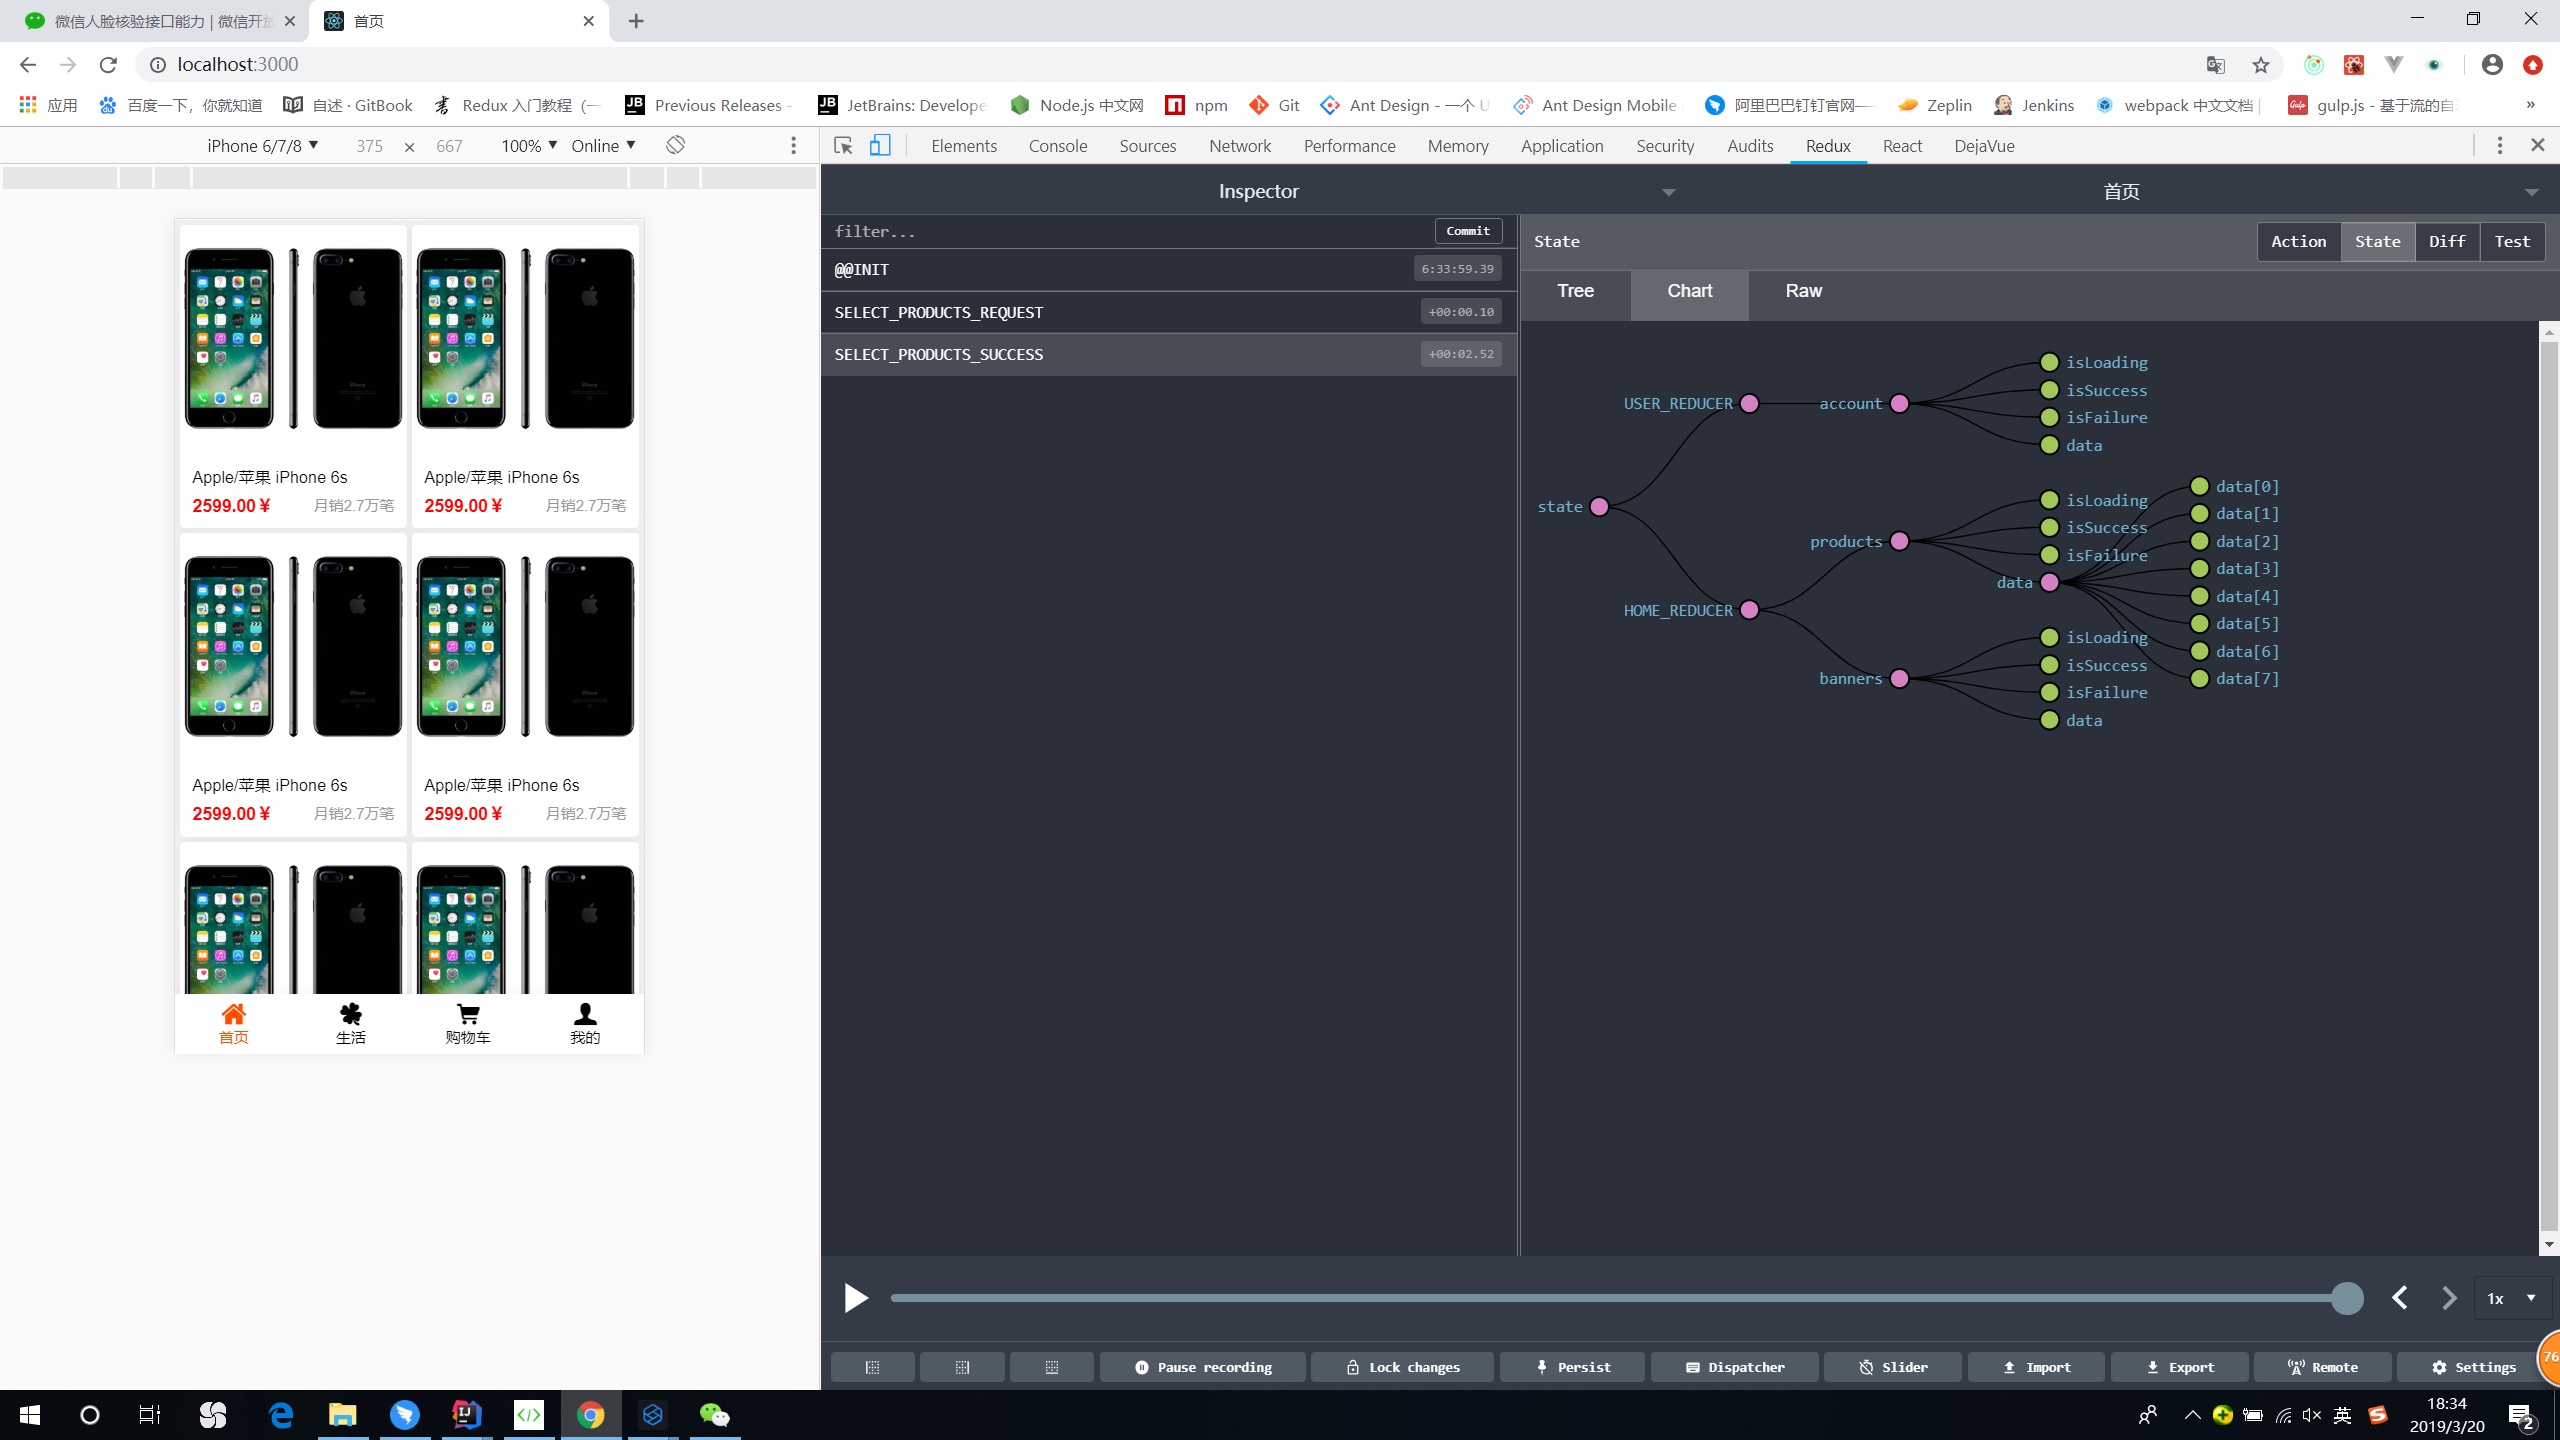 微信人脸核验接口能力 | 微信开放
首页
localhost:3000
应用
百度一下，你就知道
自述 · GitBook
Redux 入门教程（一
Previous Releases -
JetBrains: Develope
Node.js 中文网
npm
Git
Ant Design - 一个 U
Ant Design Mobile
阿里巴巴钉钉官网—
Zeplin
Jenkins
webpack 中文文档 |
gulp.js - 基于流的自
»
iPhone 6/7/8 375 × 667 100% Online
Elements Console Sources Network Performance Memory Application Security Audits Redux React DejaVue
Inspector
首页
filter...
Commit
@@INIT 6:33:59.39
SELECT_PRODUCTS_REQUEST +00:00.10
SELECT_PRODUCTS_SUCCESS +00:02.52
State
Action State Diff Test
Tree Chart Raw
state
USER_REDUCER
account
isLoading
isSuccess
isFailure
data
HOME_REDUCER
products
isLoading
isSuccess
isFailure
data
data[0]
data[1]
data[2]
data[3]
data[4]
data[5]
data[6]
data[7]
banners
isLoading
isSuccess
isFailure
data
Apple/苹果 iPhone 6s
2599.00￥ 月销2.7万笔
Apple/苹果 iPhone 6s
2599.00￥ 月销2.7万笔
Apple/苹果 iPhone 6s
2599.00￥ 月销2.7万笔
Apple/苹果 iPhone 6s
2599.00￥ 月销2.7万笔
首页
生活
购物车
我的
1x
Pause recording
Lock changes
Persist
Dispatcher
Slider
Import
Export
Remote
Settings
76
英
18:34
2019/3/20
2